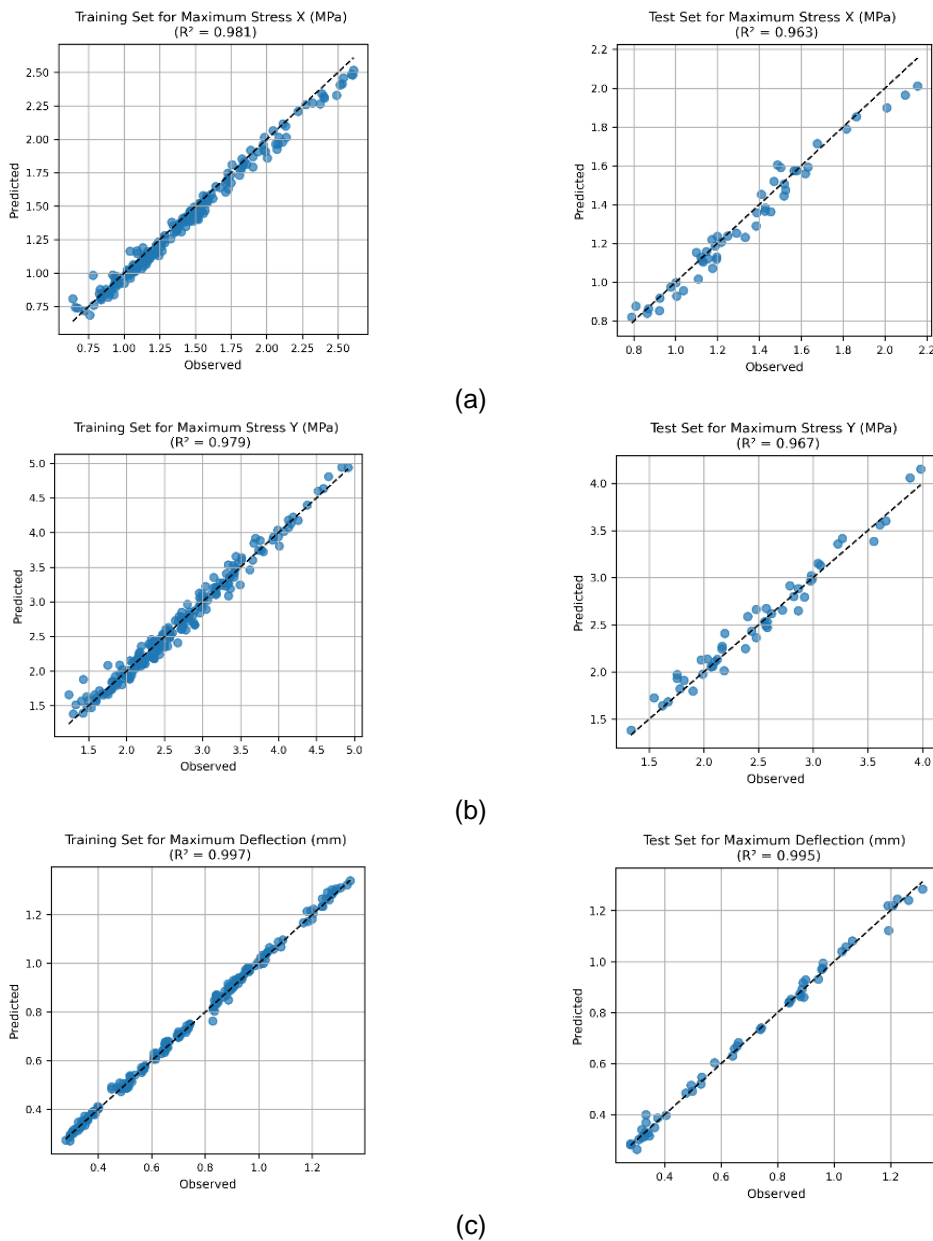 Training Set for Maximum Stress X (MPa)
(R² = 0.981)
2.50
2.25
2.00
1.75
1.50
1.25
1.00
0.75
Predicted
0.75 1.00 1.25 1.50 1.75 2.00 2.25 2.50
Observed
Test Set for Maximum Stress X (MPa)
(R² = 0.963)
2.2
2.0
1.8
1.6
1.4
1.2
1.0
0.8
Predicted
0.8 1.0 1.2 1.4 1.6 1.8 2.0 2.2
Observed
(a)
Training Set for Maximum Stress Y (MPa)
(R² = 0.979)
5.0
4.5
4.0
3.5
3.0
2.5
2.0
1.5
Predicted
1.5 2.0 2.5 3.0 3.5 4.0 4.5 5.0
Observed
Test Set for Maximum Stress Y (MPa)
(R² = 0.967)
4.0
3.5
3.0
2.5
2.0
1.5
Predicted
1.5 2.0 2.5 3.0 3.5 4.0
Observed
(b)
Training Set for Maximum Deflection (mm)
(R² = 0.997)
1.2
1.0
0.8
0.6
0.4
Predicted
0.4 0.6 0.8 1.0 1.2
Observed
Test Set for Maximum Deflection (mm)
(R² = 0.995)
1.2
1.0
0.8
0.6
0.4
Predicted
0.4 0.6 0.8 1.0 1.2
Observed
(c)